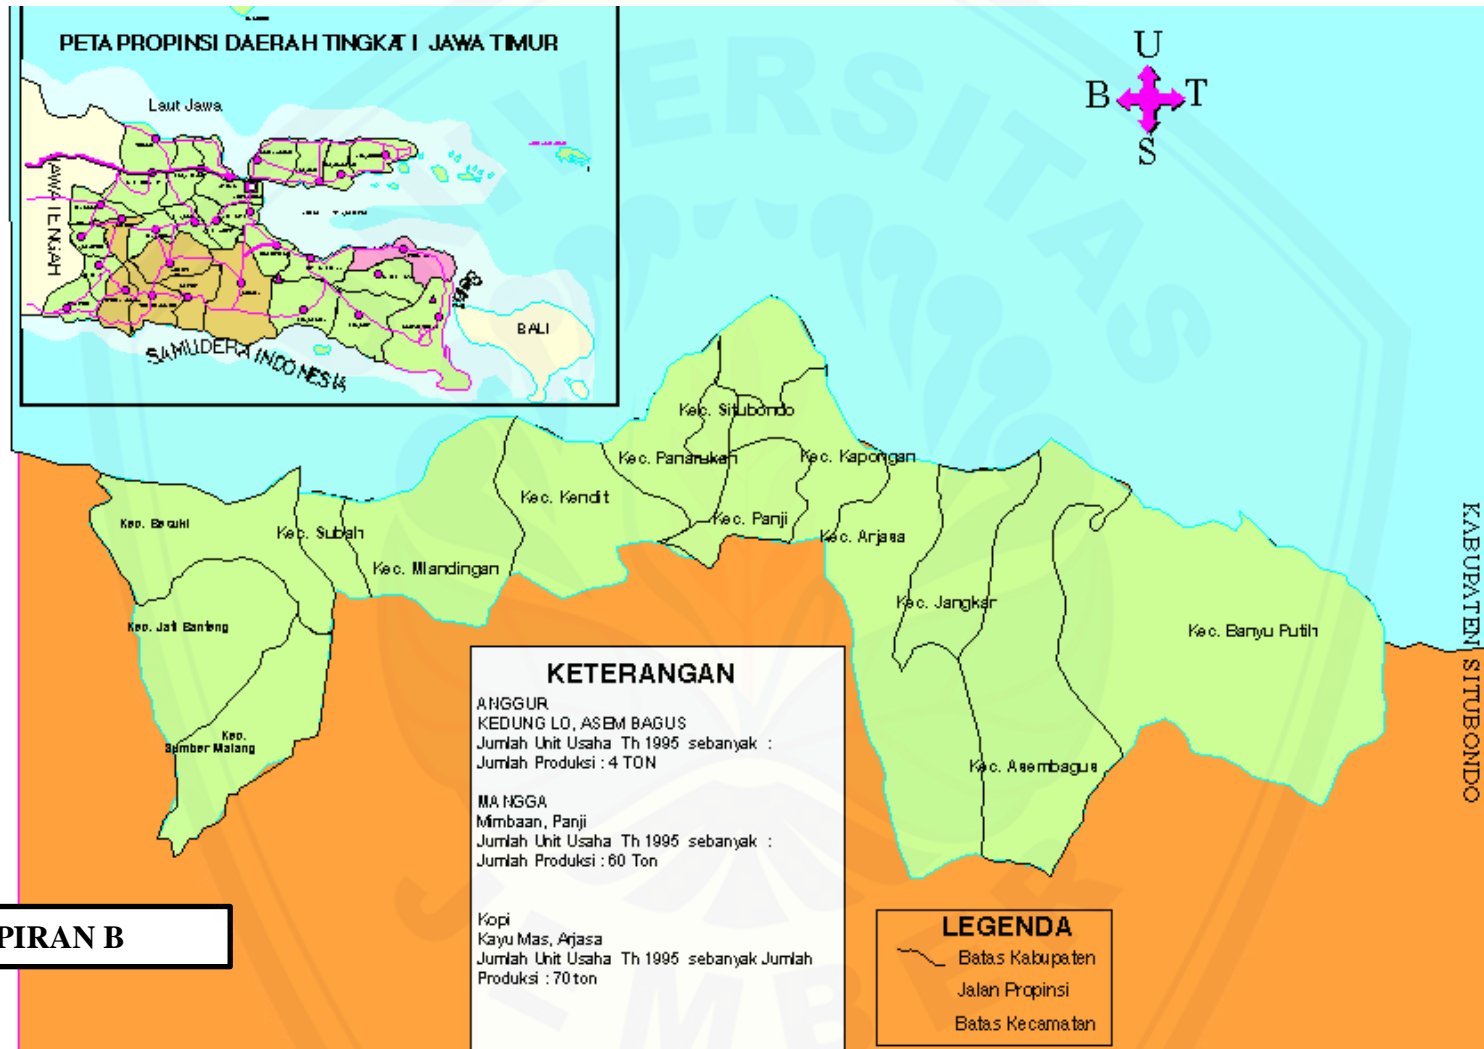 PETA PROPINSI DAERAH TINGKAT I JAWA TIMUR
Laut Jawa
JAWA TENGAH
BALI
SAMUDERA INDONESIA
U
B T
S
UNIVERSITAS
JEMBER
Kec. Situbondo
Kec. Panarukan
Kec. Kapongan
Kec. Kendit
Kec. Panji
Kec. Besuki
Kec. Subah
Kec. Arjasa
Kec. Mlandingan
Kec. Jangkar
Kec. Jati Banteng
Kec. Banyu Putih
Kec.
Sumber Malang
Kec. Asembagus
KABUPATEN SITUBONDO
KETERANGAN
ANGGUR
KEDUNG LO, ASEM BAGUS
Jumlah Unit Usaha Th 1995 sebanyak :
Jumlah Produksi : 4 TON
MANGGA
Mimbaan, Panji
Jumlah Unit Usaha Th 1995 sebanyak :
Jumlah Produksi : 60 Ton
Kopi
Kayu Mas, Arjasa
Jumlah Unit Usaha Th 1995 sebanyak Jumlah
Produksi : 70 ton
PIRAN B
LEGENDA
Batas Kabupaten
Jalan Propinsi
Batas Kecamatan